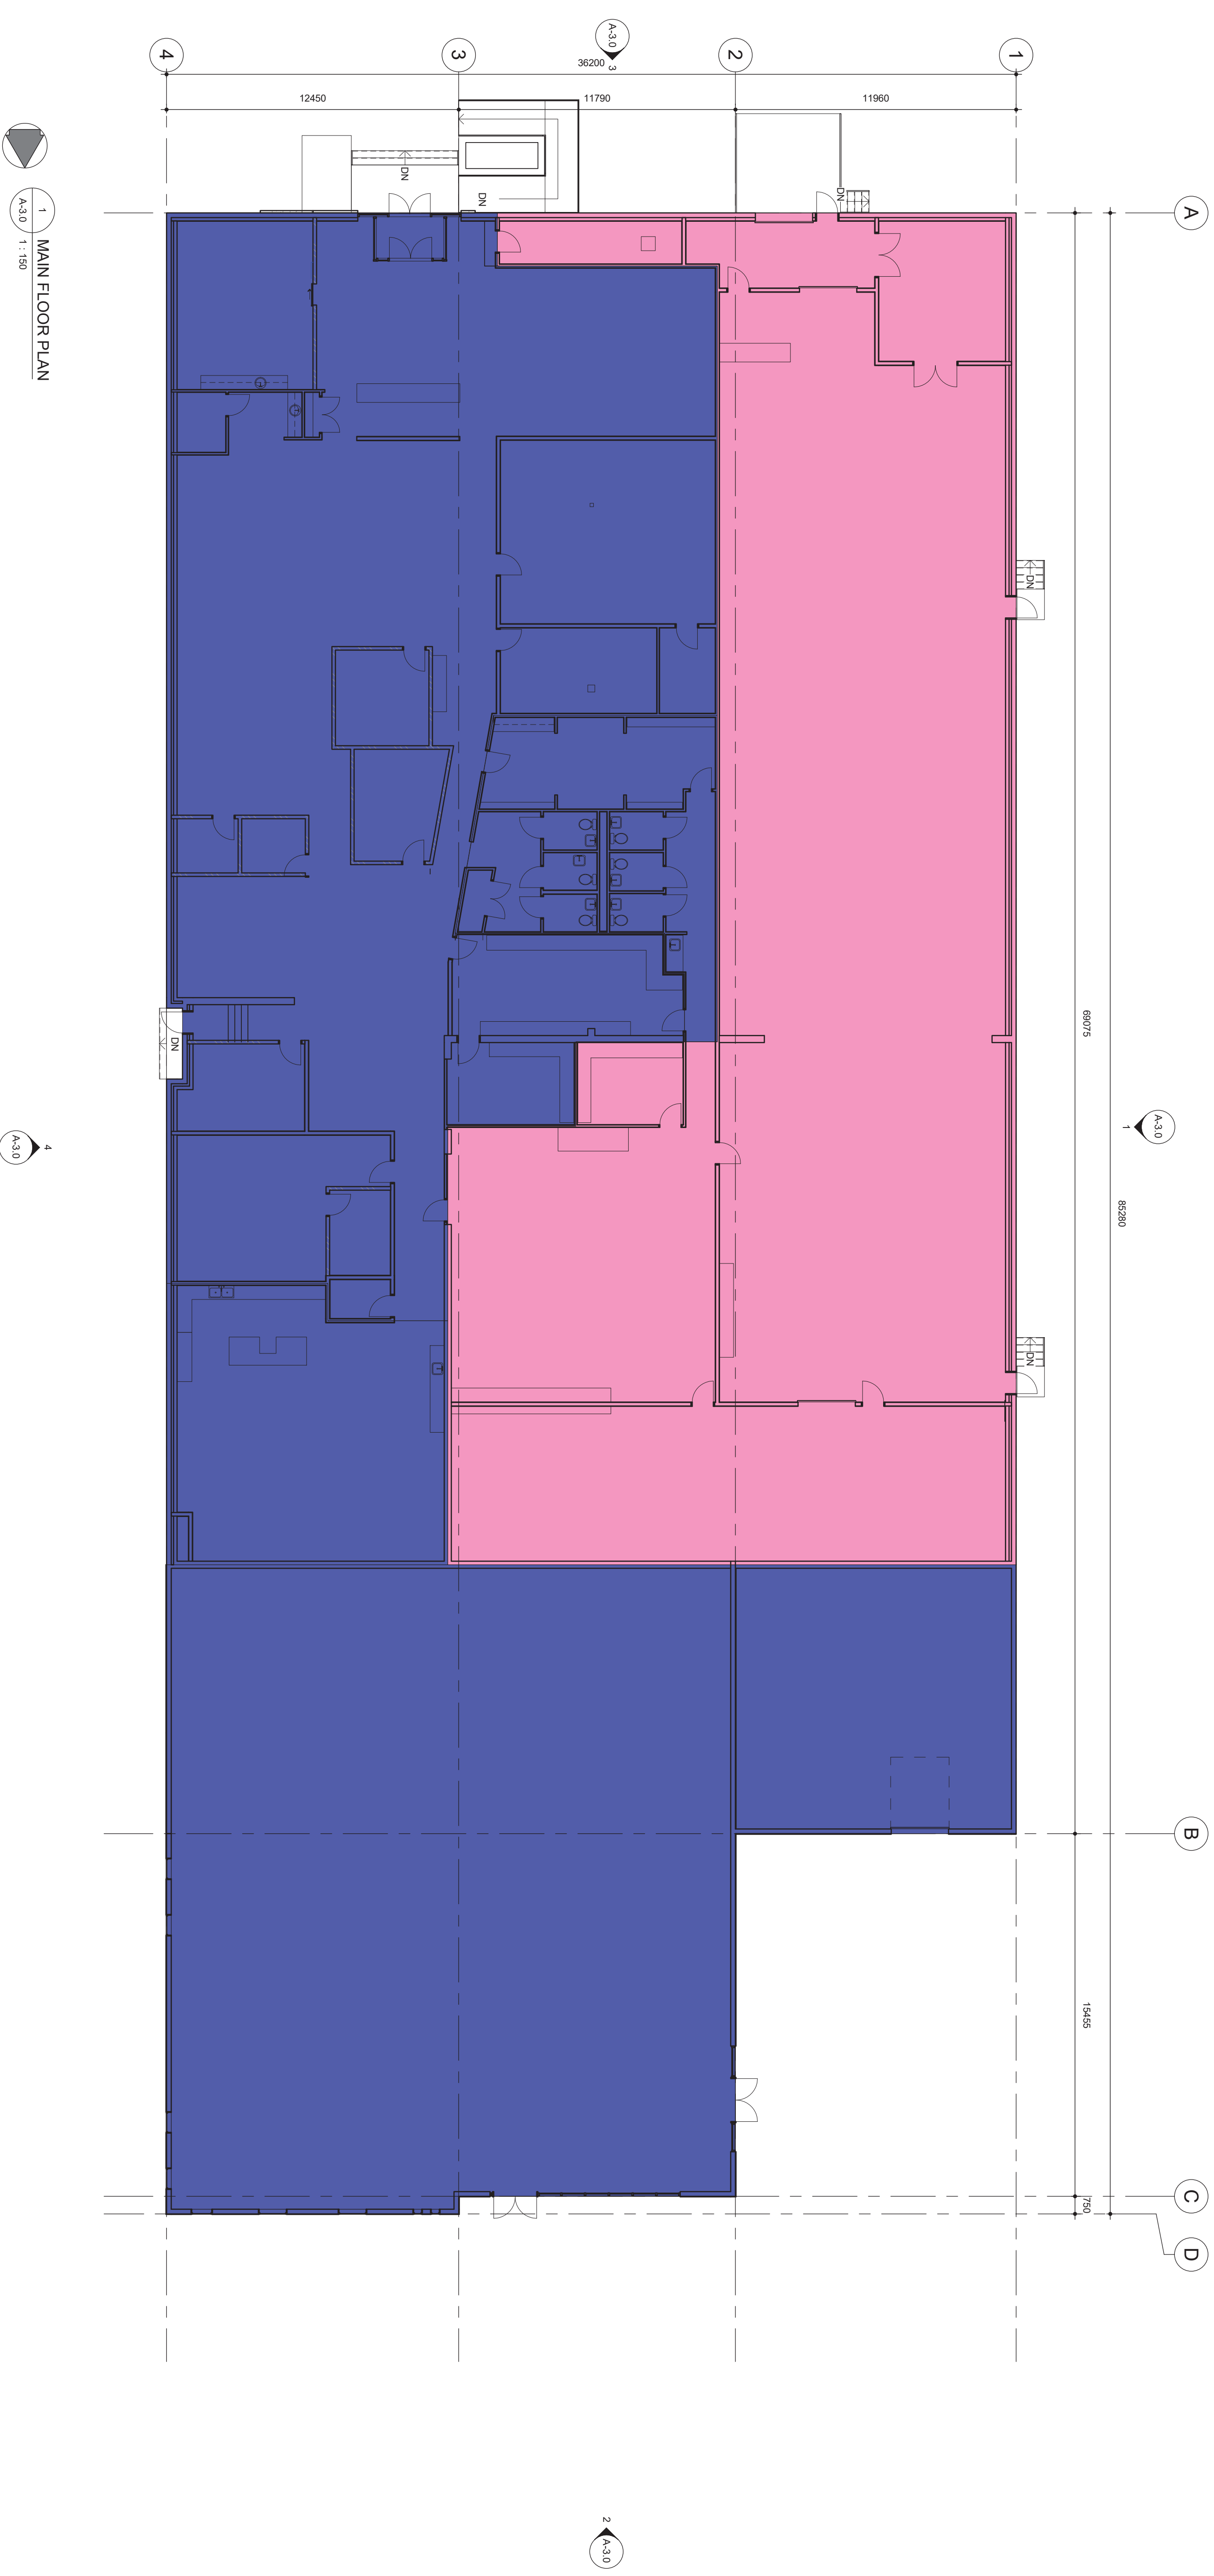 4
3
2
1
A-3.0
3
36200
12450
11790
11960
A
DN
DN
DN
DN
DN
DN
69075
85280
A-3.0
1
A-3.0
4
B
15455
C
750
D
A-3.0
2
1
A-3.0
MAIN FLOOR PLAN
1 : 150